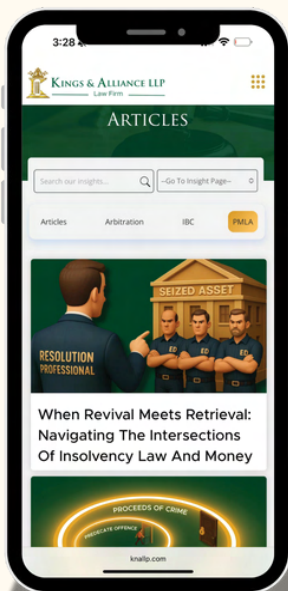 3:28
KINGS & ALLIANCE LLP
Law Firm
ARTICLES
Search our insights...
--Go To Insight Page--
Articles
Arbitration
IBC
PMLA
SEIZED ASSET
RESOLUTION
PROFESSIONAL
ED
ED
ED
When Revival Meets Retrieval:
Navigating The Intersections
Of Insolvency Law And Money
PROCEEDS OF CRIME
PREDICATE OFFENCE
knallp.com